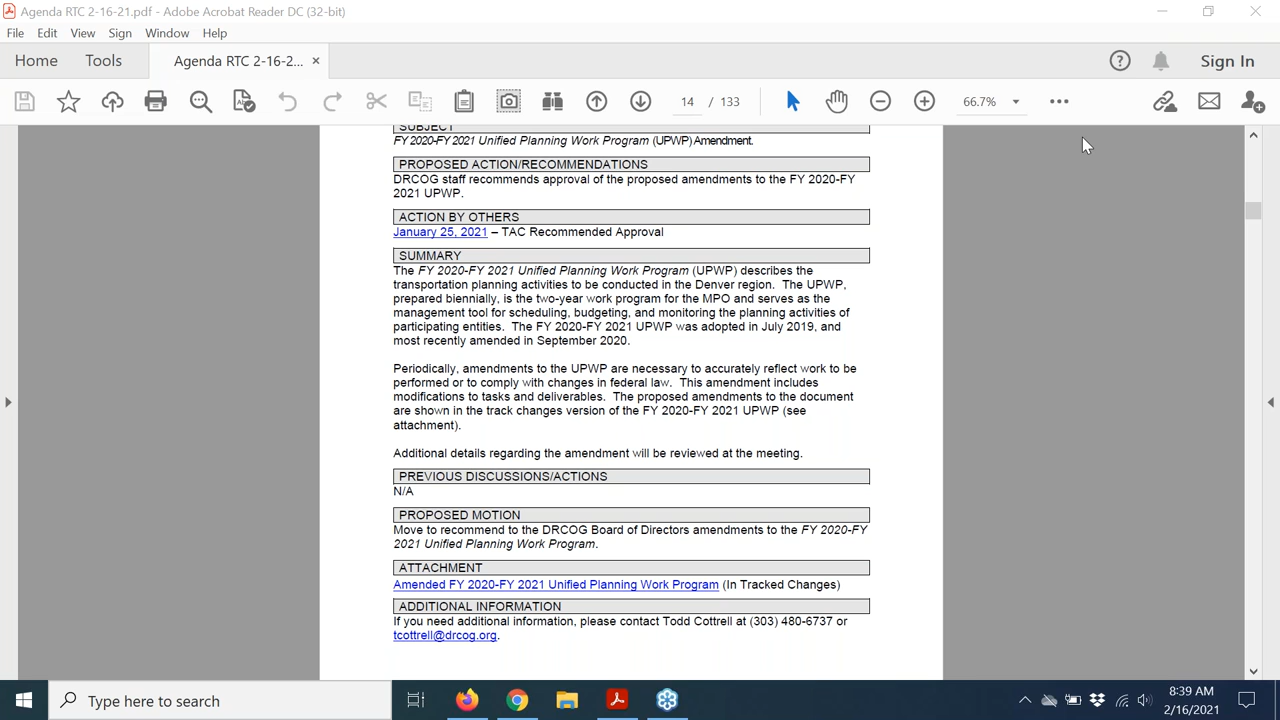 Agenda RTC 2-16-21.pdf - Adobe Acrobat Reader DC (32-bit)
File Edit View Sign Window Help
Home Tools Agenda RTC 2-16-2... × Sign In
14 / 133 66.7%
SUBJECT
FY 2020-FY 2021 Unified Planning Work Program (UPWP) Amendment.
PROPOSED ACTION/RECOMMENDATIONS
DRCOG staff recommends approval of the proposed amendments to the FY 2020-FY
2021 UPWP.
ACTION BY OTHERS
January 25, 2021 – TAC Recommended Approval
SUMMARY
The FY 2020-FY 2021 Unified Planning Work Program (UPWP) describes the
transportation planning activities to be conducted in the Denver region. The UPWP,
prepared biennially, is the two-year work program for the MPO and serves as the
management tool for scheduling, budgeting, and monitoring the planning activities of
participating entities. The FY 2020-FY 2021 UPWP was adopted in July 2019, and
most recently amended in September 2020.
Periodically, amendments to the UPWP are necessary to accurately reflect work to be
performed or to comply with changes in federal law. This amendment includes
modifications to tasks and deliverables. The proposed amendments to the document
are shown in the track changes version of the FY 2020-FY 2021 UPWP (see
attachment).
Additional details regarding the amendment will be reviewed at the meeting.
PREVIOUS DISCUSSIONS/ACTIONS
N/A
PROPOSED MOTION
Move to recommend to the DRCOG Board of Directors amendments to the FY 2020-FY
2021 Unified Planning Work Program.
ATTACHMENT
Amended FY 2020-FY 2021 Unified Planning Work Program (In Tracked Changes)
ADDITIONAL INFORMATION
If you need additional information, please contact Todd Cottrell at (303) 480-6737 or
tcottrell@drcog.org.
Type here to search
8:39 AM
2/16/2021